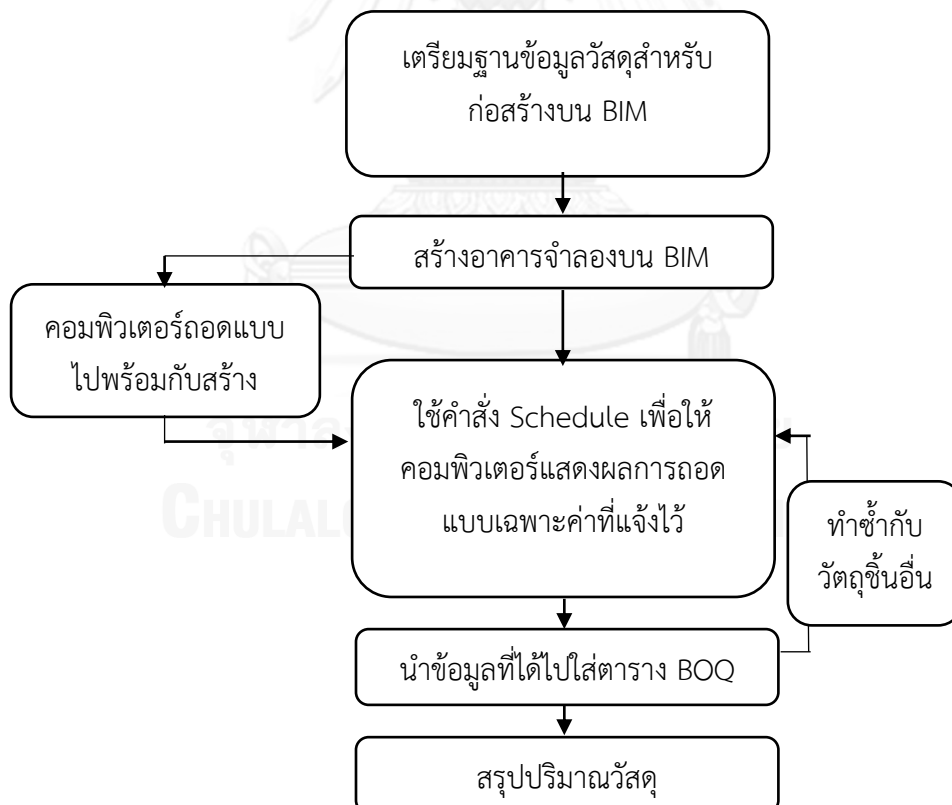 เตรียมฐานข้อมูลวัสดุสำหรับ
ก่อสร้างบน BIM
สร้างอาคารจำลองบน BIM
คอมพิวเตอร์ถอดแบบ
ไปพร้อมกับสร้าง
ใช้คำสั่ง Schedule เพื่อให้
คอมพิวเตอร์แสดงผลการถอด
แบบเฉพาะค่าที่แจ้งไว้
ทำซ้ำกับ
วัตถุชิ้นอื่น
นำข้อมูลที่ได้ไปใส่ตาราง BOQ
สรุปปริมาณวัสดุ